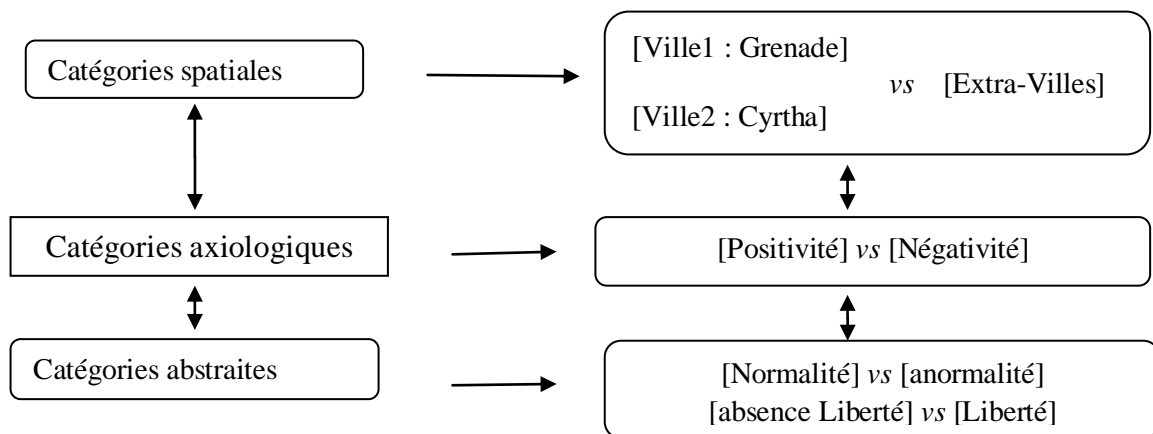 Catégories spatiales
[Ville1 : Grenade]
vs [Extra-Villes]
[Ville2 : Cyrtha]
Catégories axiologiques
[Positivité] vs [Négativité]
Catégories abstraites
[Normalité] vs [anormalité]
[absence Liberté] vs [Liberté]